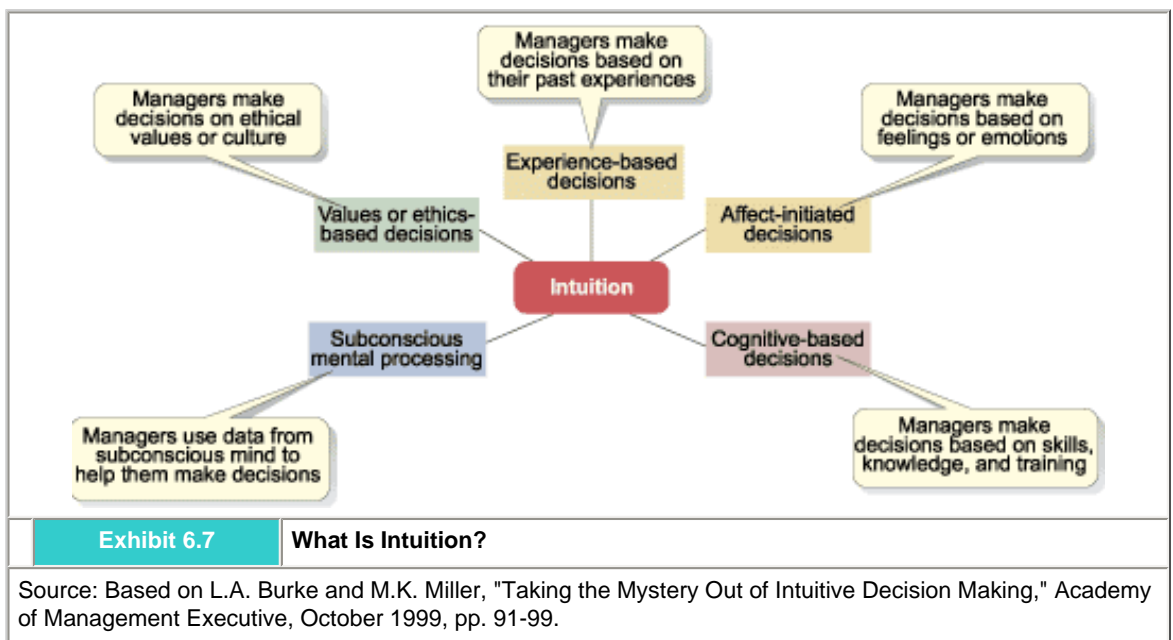 Managers make
decisions based on
their past experiences
Managers make
decisions on ethical
values or culture
Managers make
decisions based on
feelings or emotions
Experience-based
decisions
Values or ethics-
based decisions
Affect-initiated
decisions
Intuition
Subconscious
mental processing
Cognitive-based
decisions
Managers use data from
subconscious mind to
help them make decisions
Managers make
decisions based on skills,
knowledge, and training
Exhibit 6.7
What Is Intuition?
Source: Based on L.A. Burke and M.K. Miller, "Taking the Mystery Out of Intuitive Decision Making," Academy
of Management Executive, October 1999, pp. 91-99.